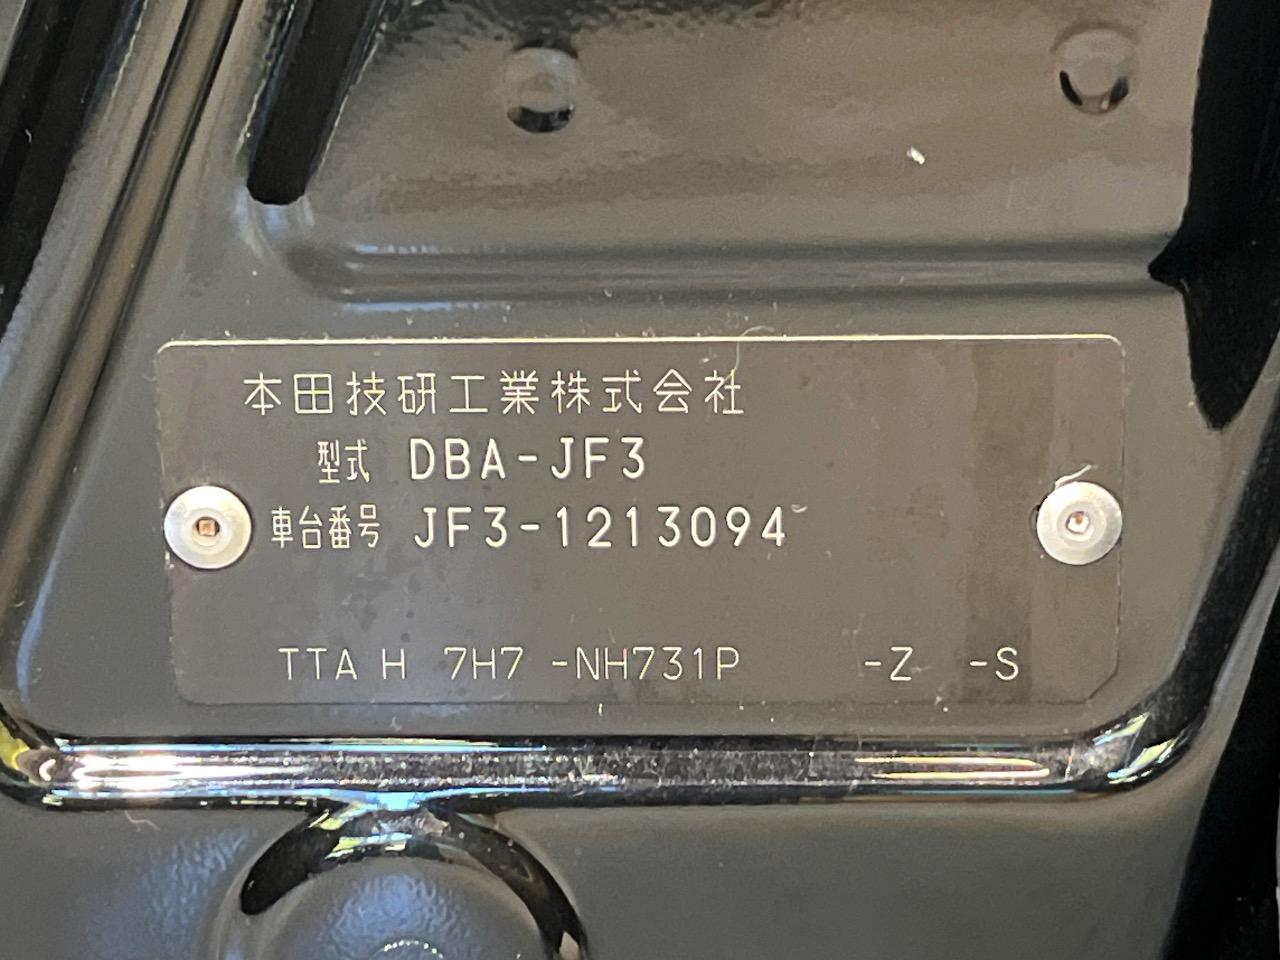 本田技研工業株式会社
型式 DBA-JF3
車台番号 JF3-1213094
TTA H 7H7 -NH731P -Z -S